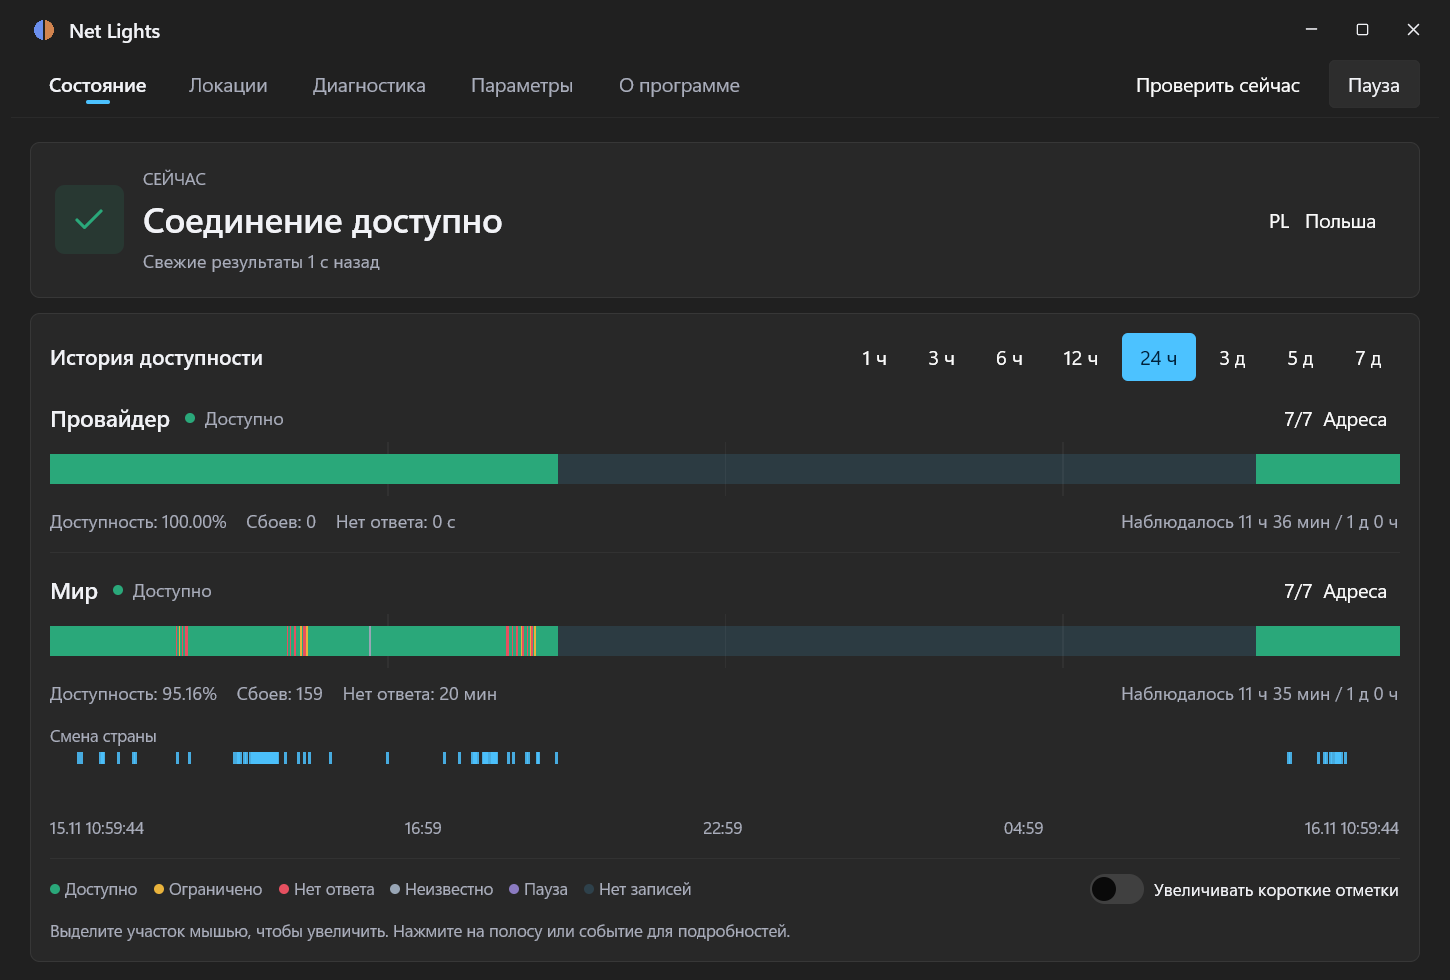 Net Lights
Состояние Локации Диагностика Параметры О программе Проверить сейчас Пауза
СЕЙЧАС
Соединение доступно
PL Польша
Свежие результаты 1 с назад
История доступности 1 ч 3 ч 6 ч 12 ч 24 ч 3 д 5 д 7 д
Провайдер Доступно 7/7 Адреса
Доступность: 100.00% Сбоев: 0 Нет ответа: 0 с Наблюдалось 11 ч 36 мин / 1 д 0 ч
Мир Доступно 7/7 Адреса
Доступность: 95.16% Сбоев: 159 Нет ответа: 20 мин Наблюдалось 11 ч 35 мин / 1 д 0 ч
Смена страны
15.11 10:59:44 16:59 22:59 04:59 16.11 10:59:44
Доступно Ограничено Нет ответа Неизвестно Пауза Нет записей Увеличивать короткие отметки
Выделите участок мышью, чтобы увеличить. Нажмите на полосу или событие для подробностей.